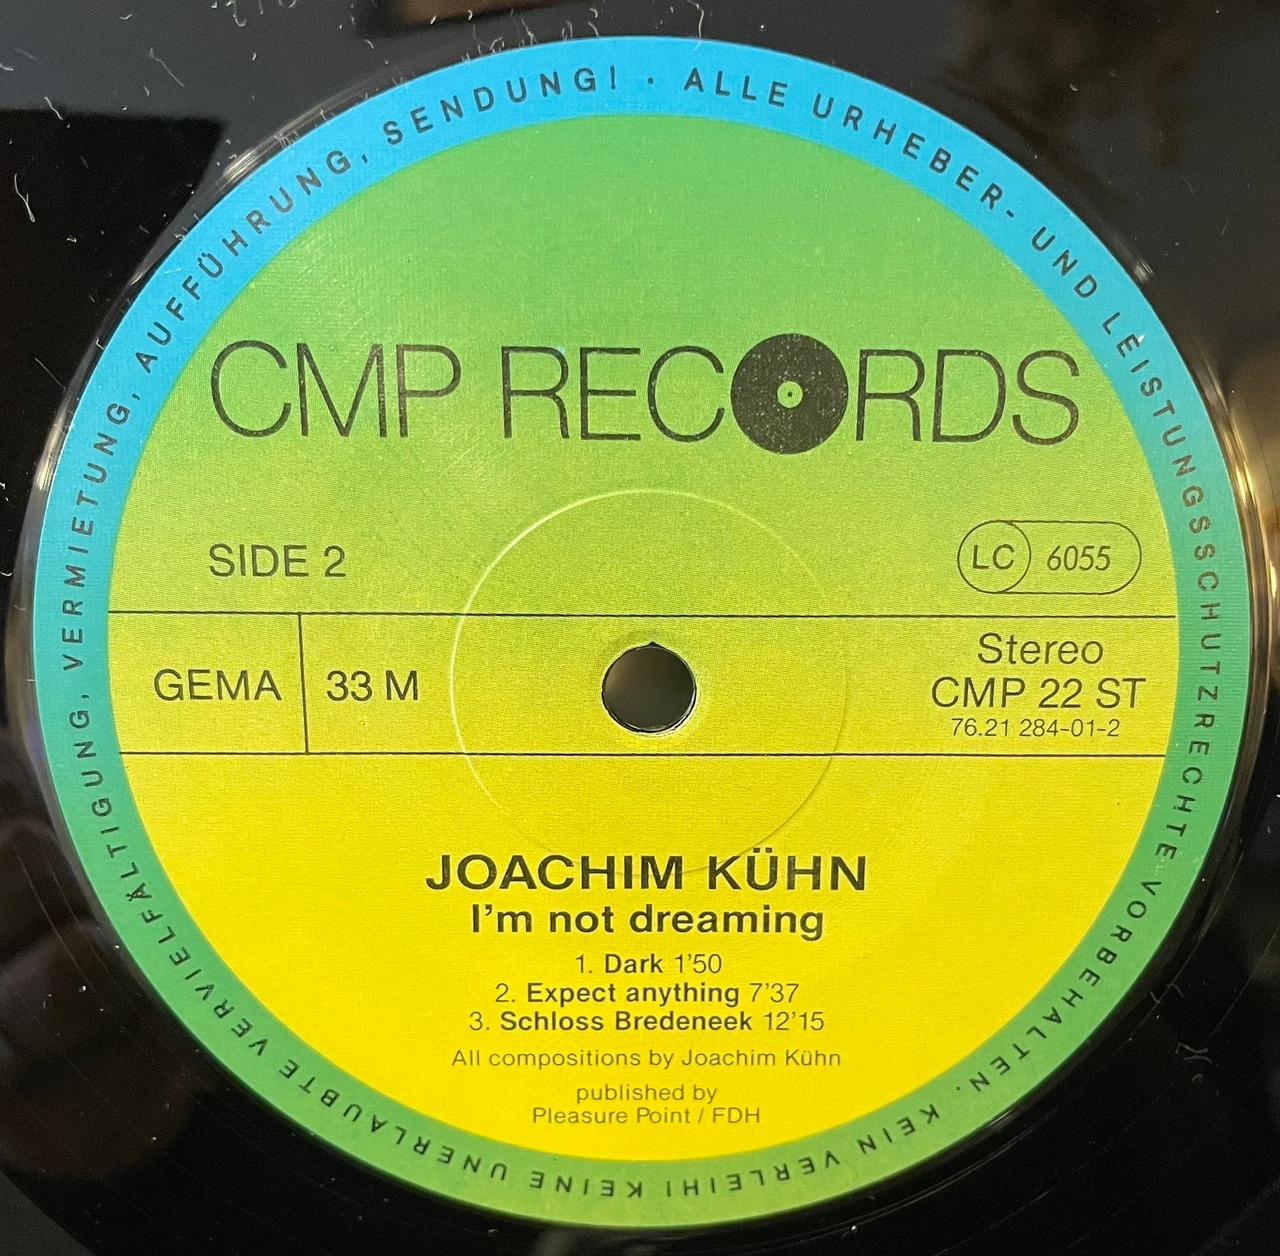 ALLE URHEBER- UND LEISTUNGSSCHUTZRECHTE VORBEHALTEN. KEIN VERLEIH! KEINE UNERLAUBTE VERVIELFÄLTIGUNG, VERMIETUNG, AUFFÜHRUNG, SENDUNG! ·
CMP RECORDS
SIDE 2
LC 6055
GEMA
33 M
Stereo
CMP 22 ST
76.21 284-01-2
JOACHIM KÜHN
I'm not dreaming
1. Dark 1'50
2. Expect anything 7'37
3. Schloss Bredeneek 12'15
All compositions by Joachim Kühn
published by
Pleasure Point / FDH